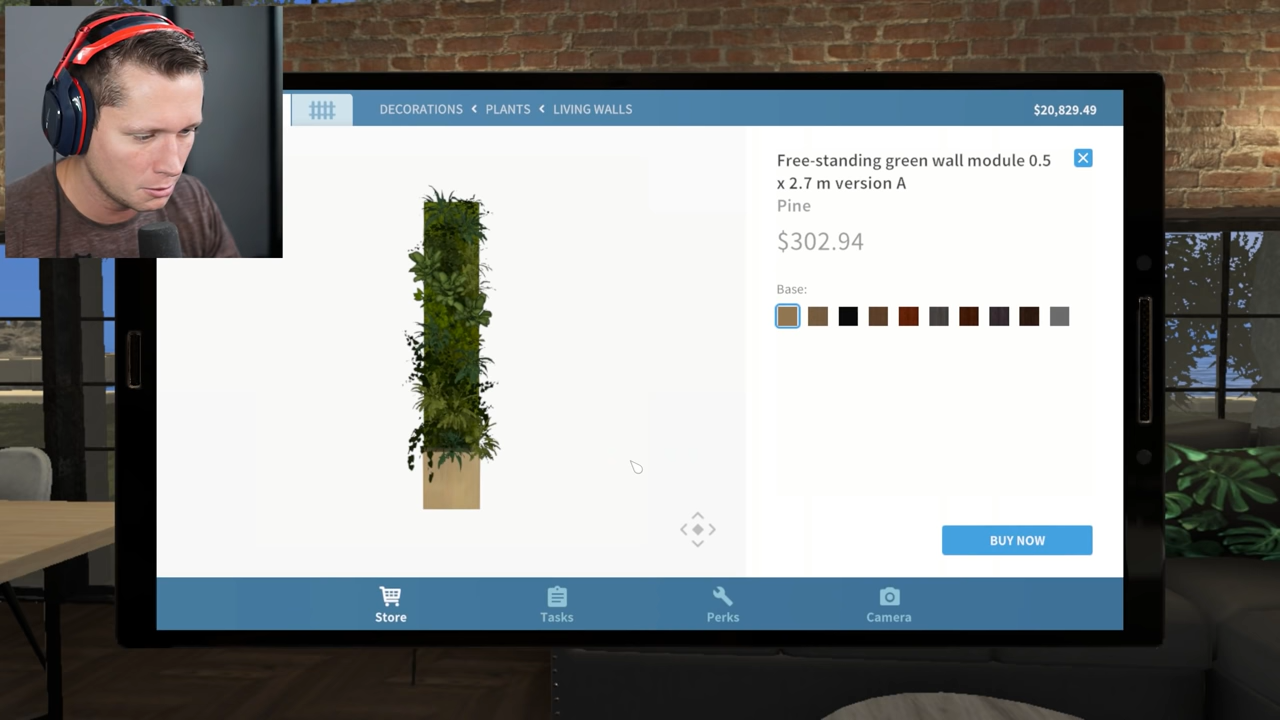 DECORATIONS < PLANTS < LIVING WALLS
$20,829.49
Free-standing green wall module 0.5
x 2.7 m version A
Pine
$302.94
Base:
BUY NOW
Store
Tasks
Perks
Camera